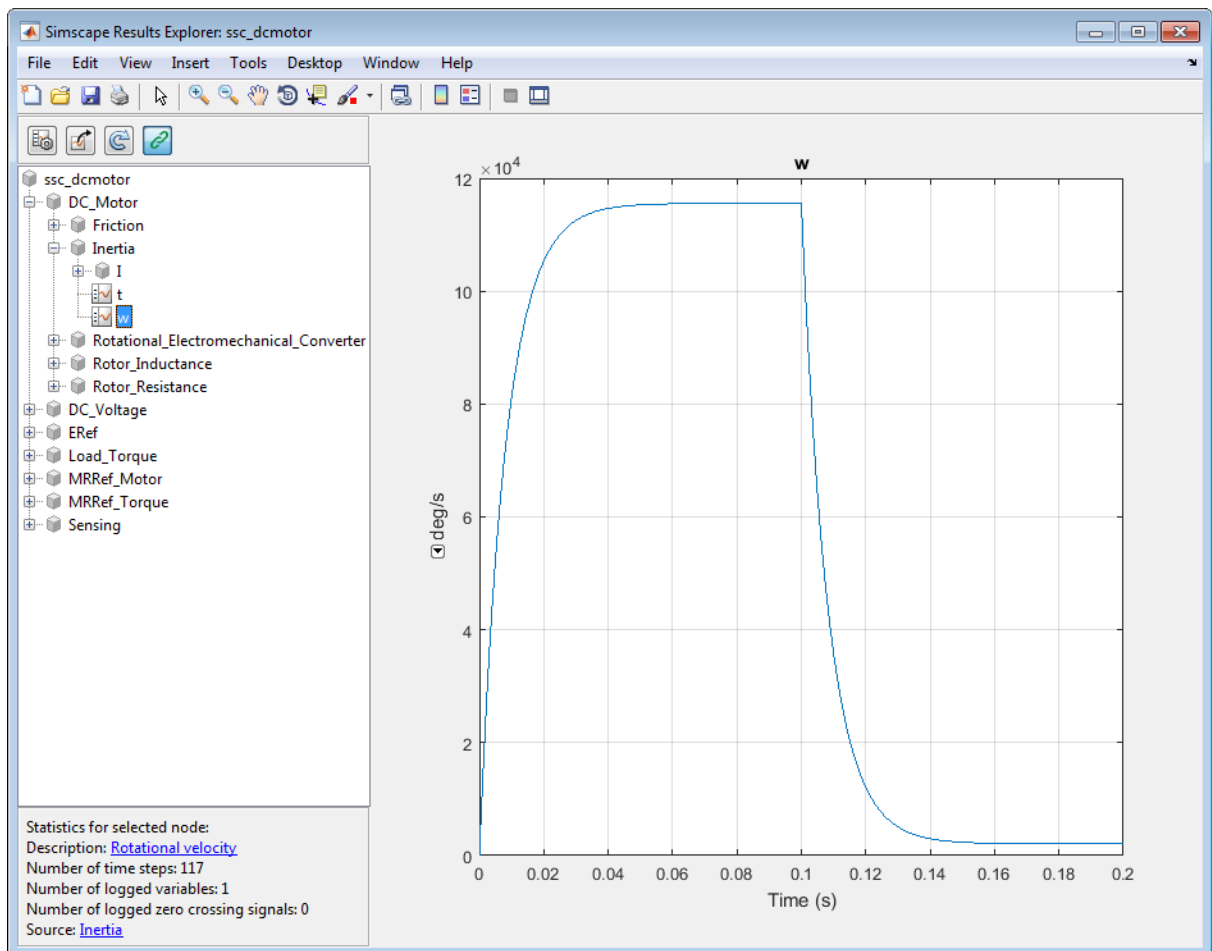 Simscape Results Explorer: ssc_dcmotor
File Edit View Insert Tools Desktop Window Help
ssc_dcmotor
DC_Motor
Friction
Inertia
I
t
w
Rotational_Electromechanical_Converter
Rotor_Inductance
Rotor_Resistance
DC_Voltage
ERef
Load_Torque
MRRef_Motor
MRRef_Torque
Sensing
Statistics for selected node:
Description: Rotational velocity
Number of time steps: 117
Number of logged variables: 1
Number of logged zero crossing signals: 0
Source: Inertia
w
×10⁴
12
10
8
6
4
2
0
deg/s
0 0.02 0.04 0.06 0.08 0.1 0.12 0.14 0.16 0.18 0.2
Time (s)